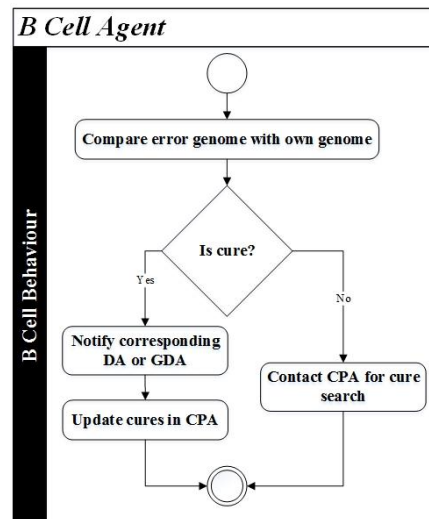 B Cell Agent
B Cell Behaviour
Compare error genome with own genome
Is cure?
Yes
No
Notify corresponding
DA or GDA
Update cures in CPA
Contact CPA for cure
search